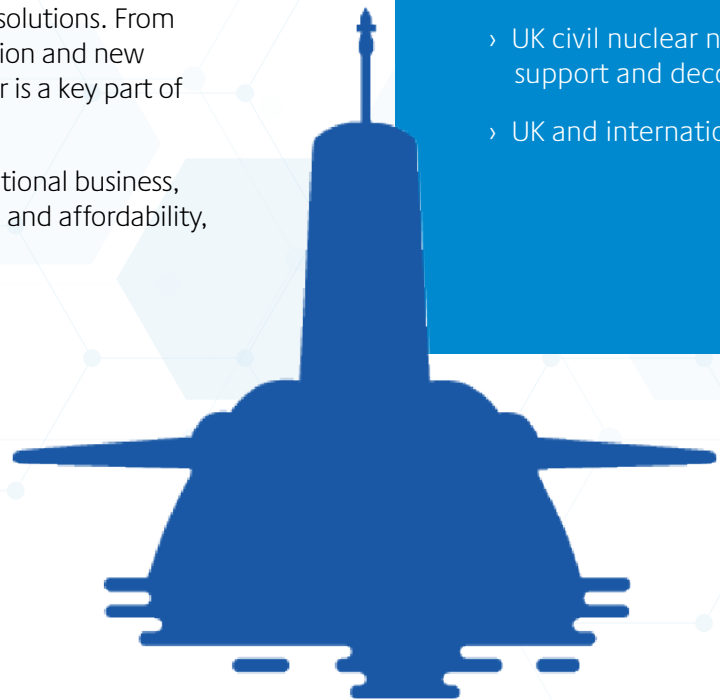 solutions. From
ion and new
r is a key part of
tional business,
and affordability,
› UK civil nuclear n
support and deco
› UK and internatio